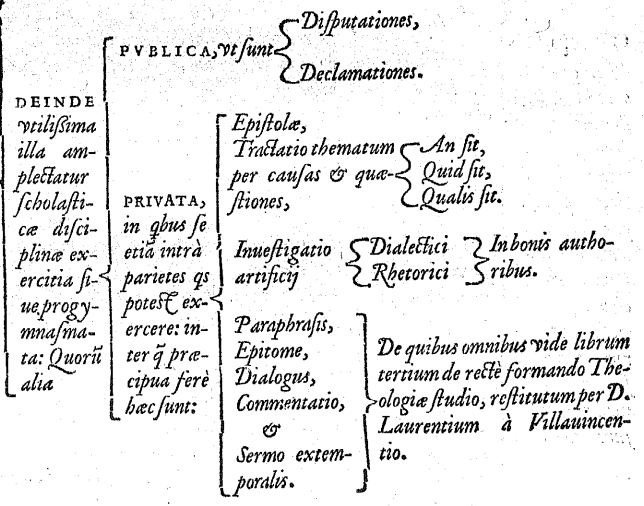 DEINDE
vtilißima
illa am-
plectatur
ſcholaſti-
cæ diſci-
plinæ ex-
ercitia ſi-
ue progy-
mnaſma-
ta: Quorũ
alia
PVBLICA, vt ſunt
Diſputationes,
Declamationes.
PRIVATA,
in qbus ſe
etiã intrà
parietes qs
poteſt ex-
ercere: in-
ter q̃ præ-
cipua ferè
hæc ſunt:
Epiſtolæ,
Tractatio thematum
per cauſas & quæ-
ſtiones,
An ſit,
Quid ſit,
Qualis ſit.
Inueſtigatio
artificij
Dialectici
Rhetorici
In bonis autho-
ribus.
Paraphraſis,
Epitome,
Dialogus,
Commentatio,
&
Sermo extem-
poralis.
De quibus omnibus vide librum
tertium de rectè formando The-
ologiæ ſtudio, reſtitutum per D.
Laurentium à Villauincen-
tio.